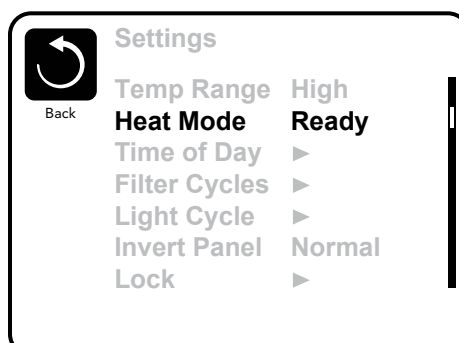 Settings
Back
Temp Range High
Heat Mode Ready
Time of Day ►
Filter Cycles ►
Light Cycle ►
Invert Panel Normal
Lock ►